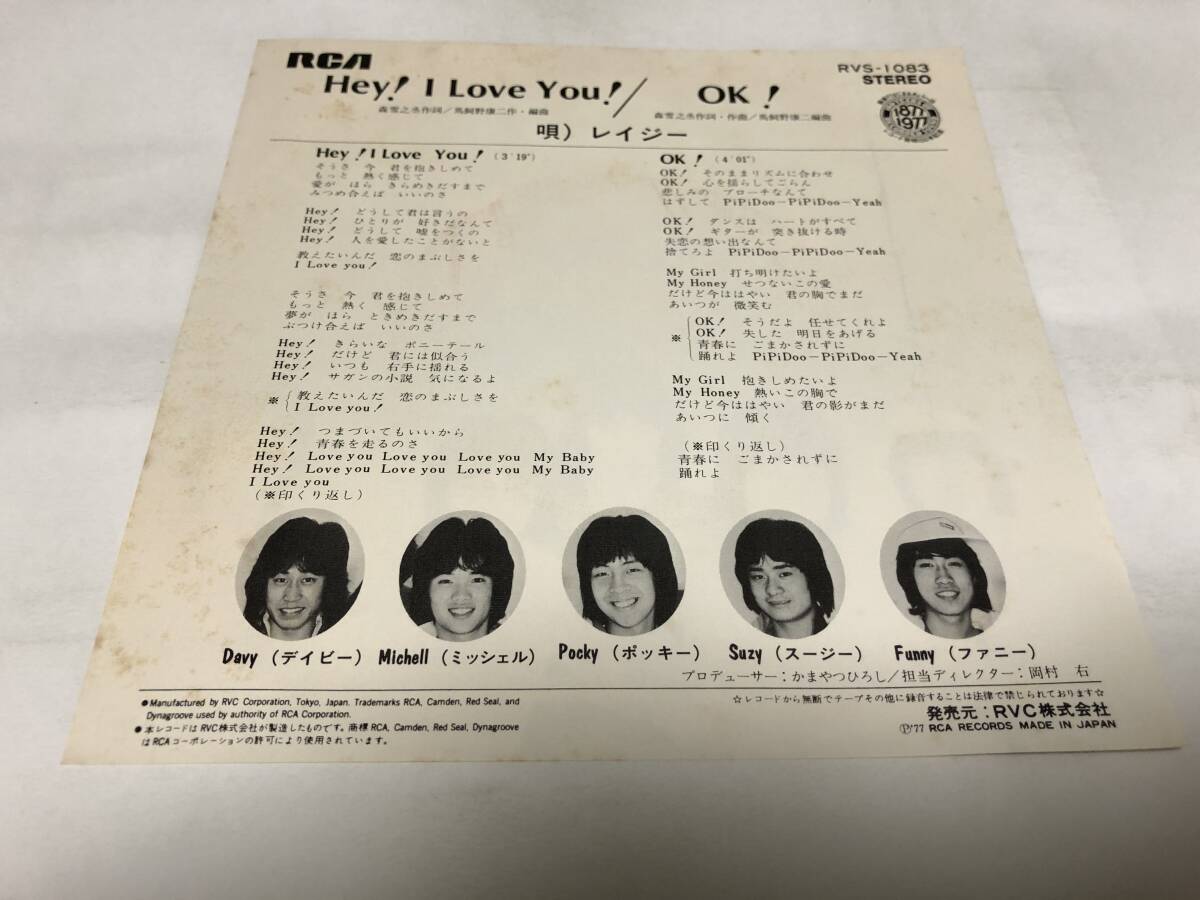 RCA
RVS-1083
STEREO
Hey! I Love You!/ OK!
森雪之丞作詞/馬飼野康二作・編曲
森雪之丞作詞・作曲/馬飼野康二編曲
1877
1977
唄)レイジー
Hey! I Love You! (3'19")
そうさ 今 君を抱きしめて
もっと 熱く感じて
愛が ほら きらめきだすまで
みつめ合えば いいのさ
Hey! どうして君は言うの
Hey! ひとりが 好きだなんて
Hey! どうして 嘘をつくの
Hey! 人を愛したことがないと
教えたいんだ 恋のまぶしさを
I Love you!
そうさ 今 君を抱きしめて
もっと 熱く 感じて
夢が ほら ときめきだすまで
ぶつけ合えば いいのさ
Hey! きらいな ポニーテール
Hey! だけど 君には似合う
Hey! いつも 右手に揺れる
Hey! サガンの小説 気になるよ
※ 教えたいんだ 恋のまぶしさを
I Love you!
Hey! つまづいてもいいから
Hey! 青春を走るのさ
Hey! Love you Love you Love you My Baby
Hey! Love you Love you Love you My Baby
I Love you
(※印くり返し)
OK! (4'01")
OK! そのままリズムに合わせ
OK! 心を揺らしてごらん
悲しみの ブローチなんて
はずして PiPiDoo-PiPiDoo-Yeah
OK! ダンスは ハートがすべて
OK! ギターが 突き抜ける時
失恋の想い出なんて
捨てろよ PiPiDoo-PiPiDoo-Yeah
My Girl 打ち明けたいよ
My Honey せつないこの愛
だけど今ははやい 君の胸でまだ
あいつが 微笑む
※ OK! そうだよ 任せてくれよ
OK! 失した 明日をあげる
青春に ごまかされずに
踊れよ PiPiDoo-PiPiDoo-Yeah
My Girl 抱きしめたいよ
My Honey 熱いこの胸で
だけど今ははやい 君の影がまだ
あいつに 傾く
(※印くり返し)
青春に ごまかされずに
踊れよ
Davy (デイビー) Michell (ミッシェル) Pocky (ポッキー) Suzy (スージー) Funny (ファニー)
プロデューサー:かまやつひろし/担当ディレクター:岡村 右
●Manufactured by RVC Corporation, Tokyo, Japan. Trademarks RCA, Camden, Red Seal, and
Dynagroove used by authority of RCA Corporation.
●本レコードはRVC株式会社が製造したものです。商標RCA, Camden, Red Seal, Dynagroove
はRCAコーポレーションの許可により使用されています。
☆レコードから無断でテープその他に録音することは法律で禁じられております☆
発売元:RVC株式会社
Ⓟ'77 RCA RECORDS MADE IN JAPAN